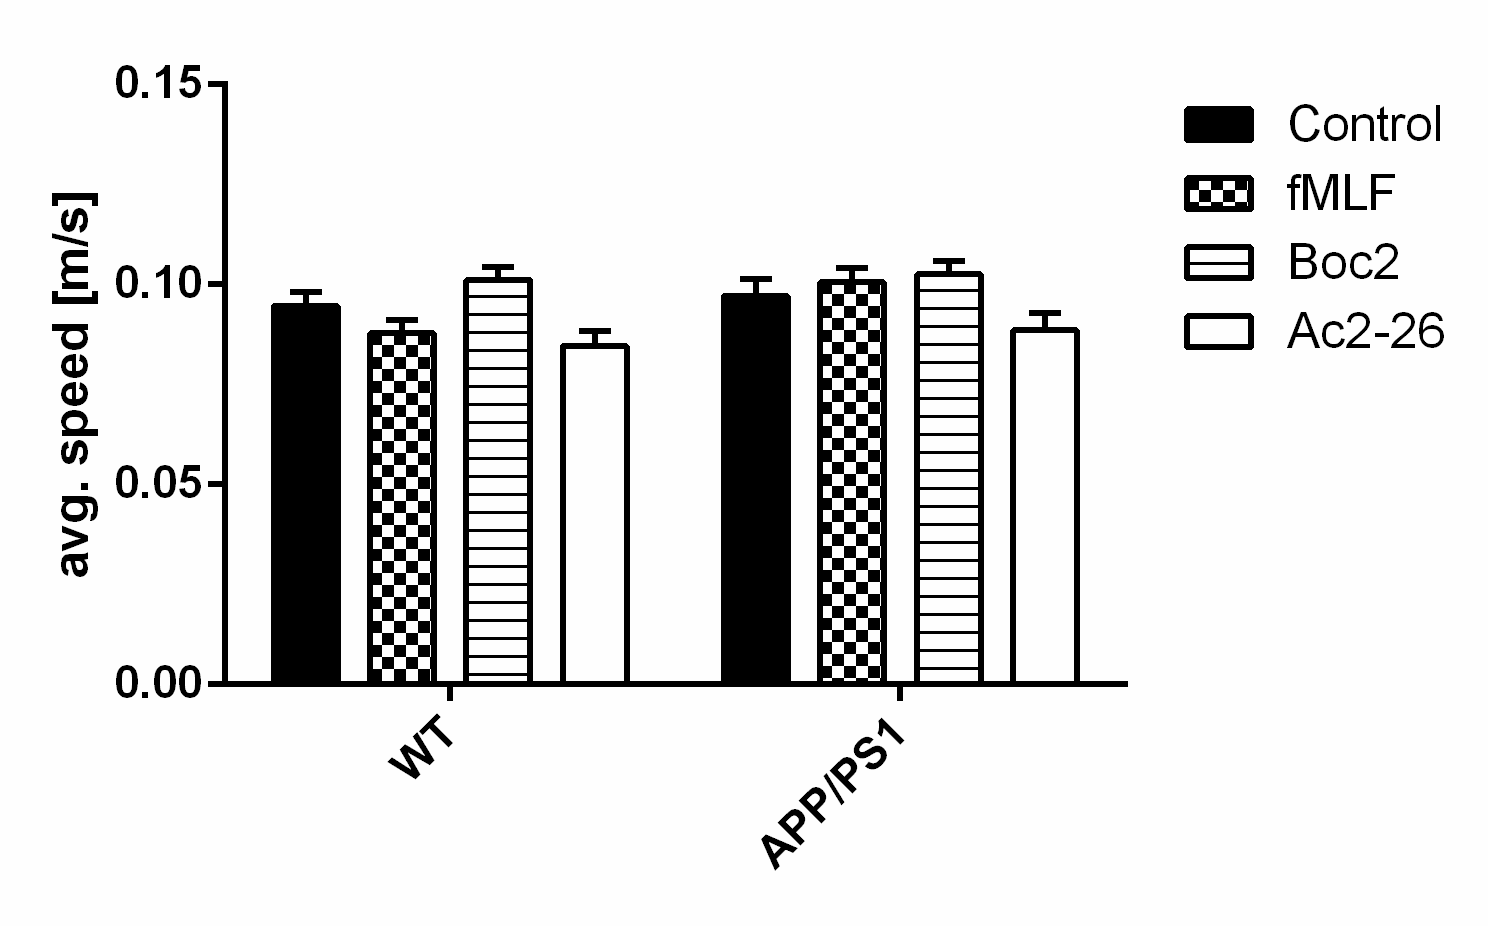 0.15
0.10
0.05
0.00
avg. speed [m/s]
WT
APP/PS1
Control
fMLF
Boc2
Ac2-26